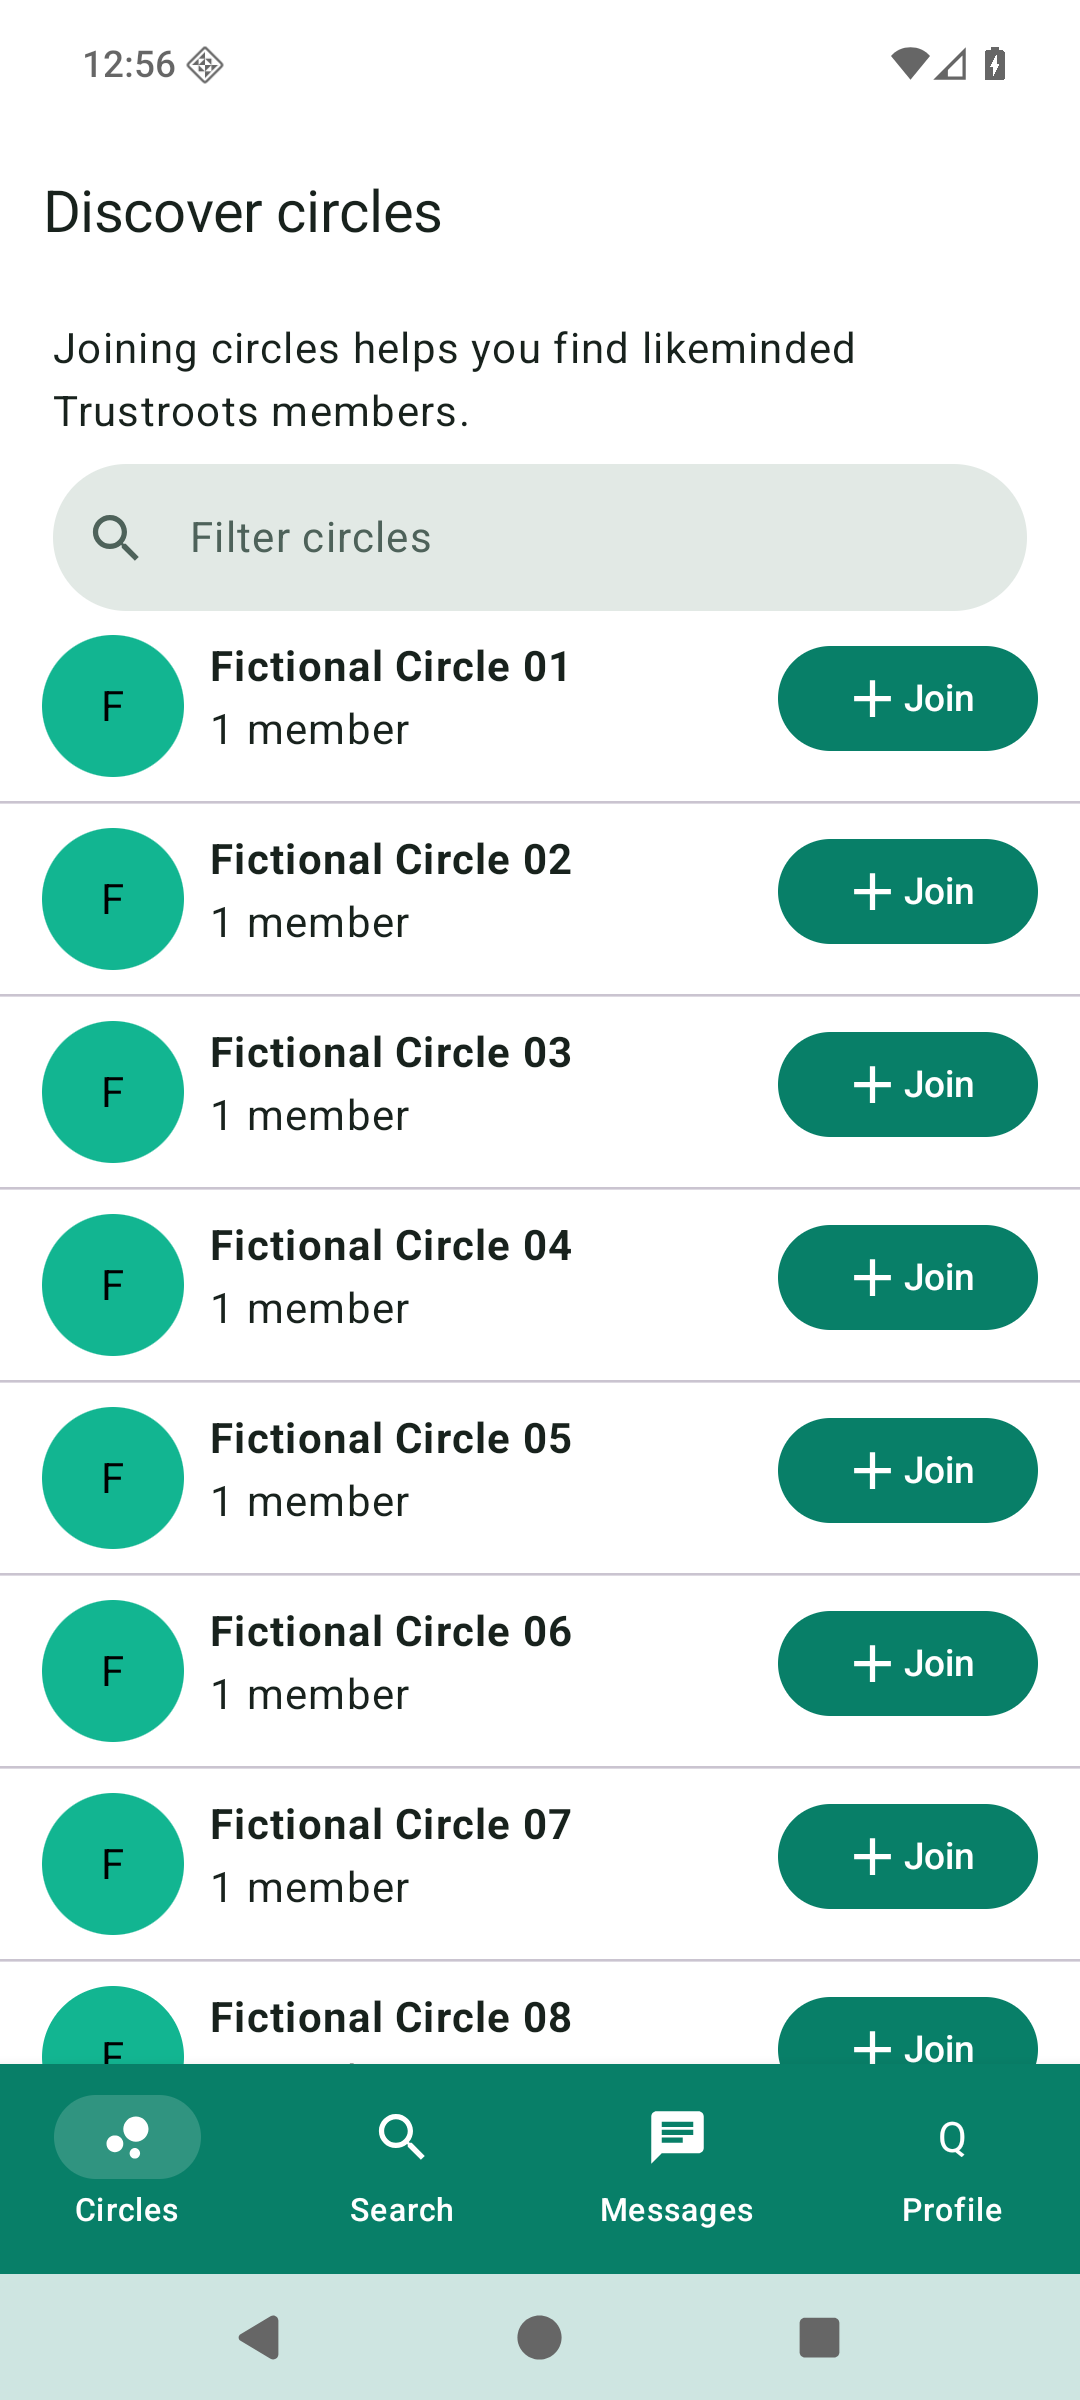 12:56
Discover circles
Joining circles helps you find likeminded
Trustroots members.
Filter circles
F
Fictional Circle 01
1 member
Join
F
Fictional Circle 02
1 member
Join
F
Fictional Circle 03
1 member
Join
F
Fictional Circle 04
1 member
Join
F
Fictional Circle 05
1 member
Join
F
Fictional Circle 06
1 member
Join
F
Fictional Circle 07
1 member
Join
F
Fictional Circle 08
Join
Circles
Search
Messages
Q
Profile